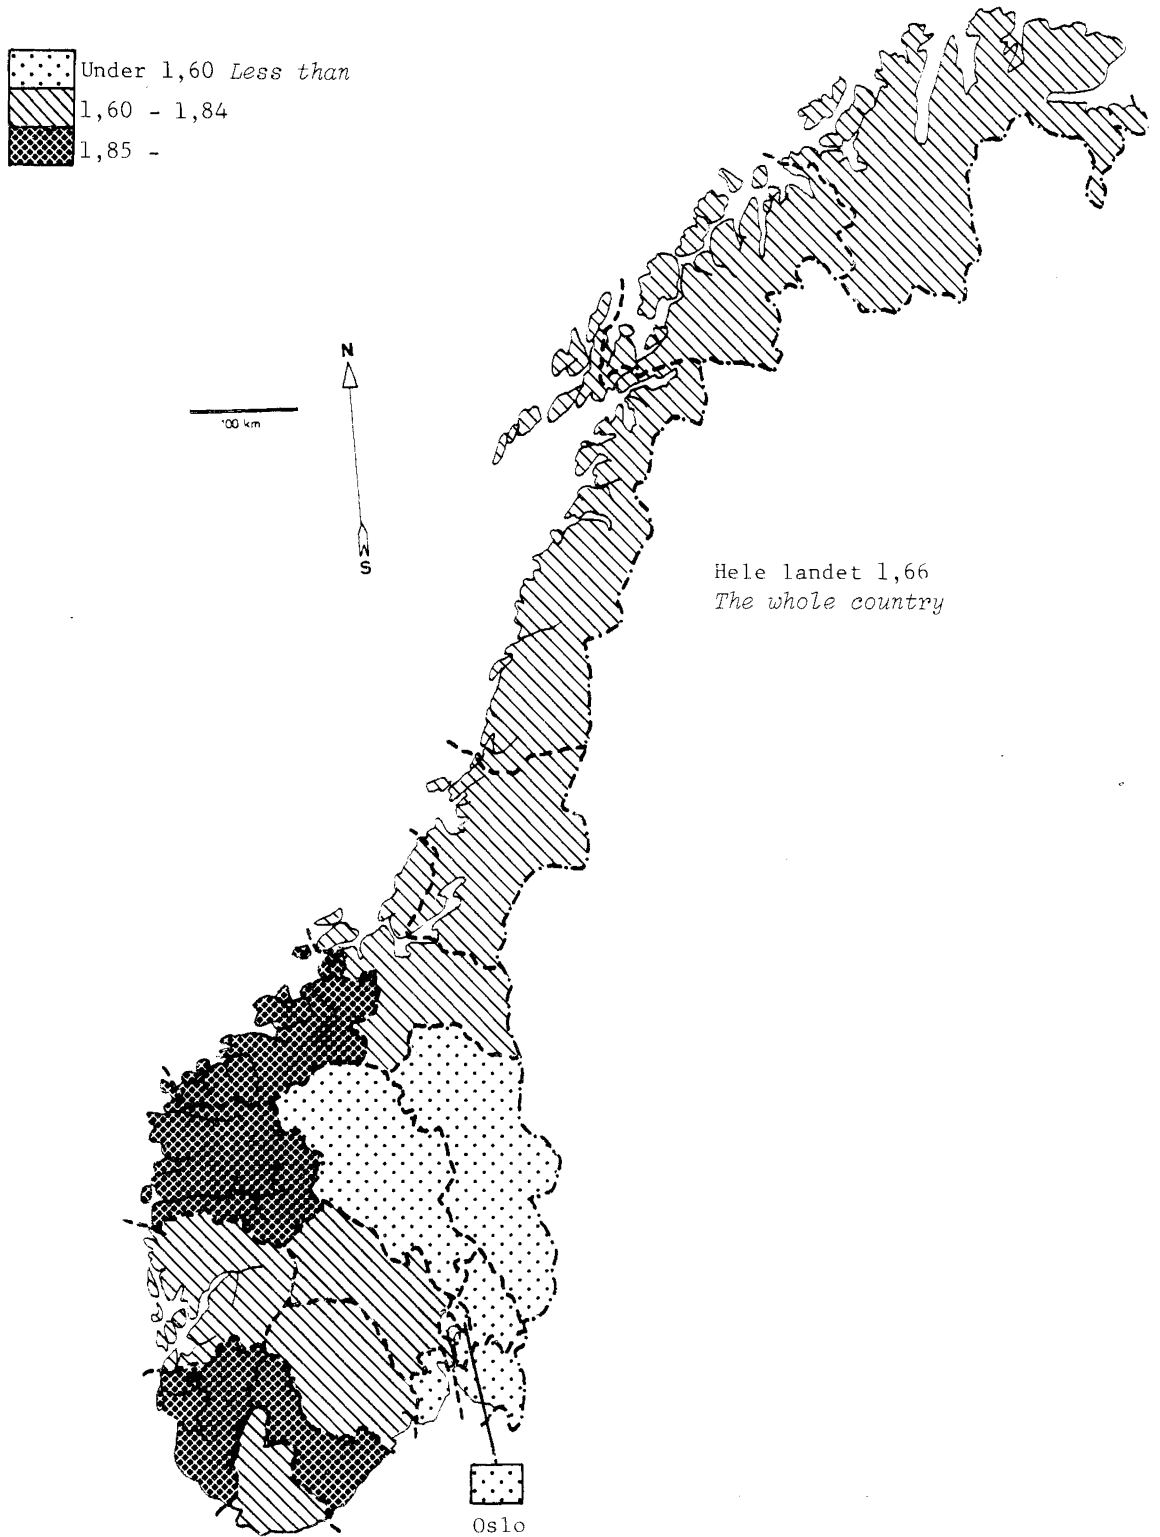 Under 1,60 Less than
1,60 - 1,84
1,85 -
N
100 km
S
Hele landet 1,66
The whole country
Oslo